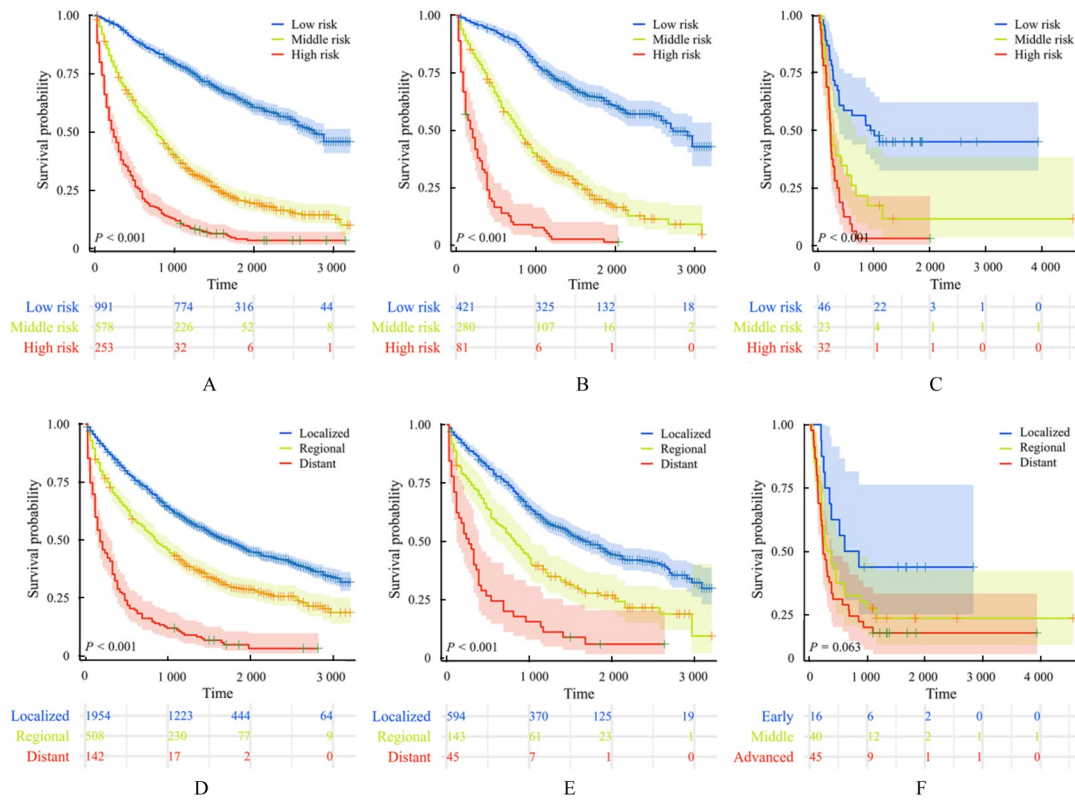 1.00
0.75
0.50
0.25
0
Survival probability
Low risk
Middle risk
High risk
P < 0.001
0
1 000
2 000
3 000
Time
Low risk 991 774 316 44
Middle risk 578 226 52 8
High risk 253 32 6 1
A
1.00
0.75
0.50
0.25
0
Survival probability
Low risk
Middle risk
High risk
P < 0.001
0
1 000
2 000
3 000
Time
Low risk 421 325 132 18
Middle risk 280 107 16 2
High risk 81 6 1 0
B
1.00
0.75
0.50
0.25
0
Survival probability
Low risk
Middle risk
High risk
P < 0.001
0
1 000
2 000
3 000
4 000
Time
Low risk 46 22 3 1 0
Middle risk 23 4 1 1 1
High risk 32 1 1 0 0
C
1.00
0.75
0.50
0.25
0
Survival probability
Localized
Regional
Distant
P < 0.001
0
1 000
2 000
3 000
Time
Localized 1954 1223 444 64
Regional 508 230 77 9
Distant 142 17 2 0
D
1.00
0.75
0.50
0.25
0
Survival probability
Localized
Regional
Distant
P < 0.001
0
1 000
2 000
3 000
Time
Localized 594 370 125 19
Regional 143 61 23 1
Distant 45 7 1 0
E
1.00
0.75
0.50
0.25
0
Survival probability
Localized
Regional
Distant
P = 0.063
0
1 000
2 000
3 000
4 000
Time
Early 16 6 2 0 0
Middle 40 12 2 1 1
Advanced 45 9 1 1 0
F